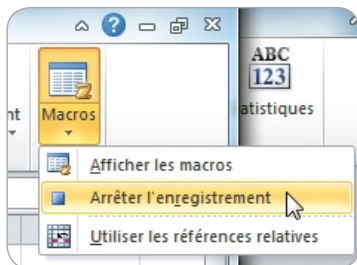 ABC
123
nt
Macros
atistiques
Afficher les macros
Arrêter l'enregistrement
Utiliser les références relatives